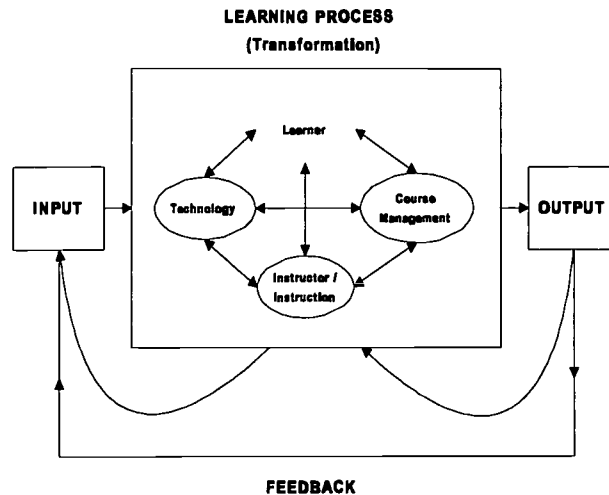 LEARNING PROCESS
(Transformation)
Learner
INPUT
Technology
Course
Management
OUTPUT
Instructor /
Instruction
FEEDBACK